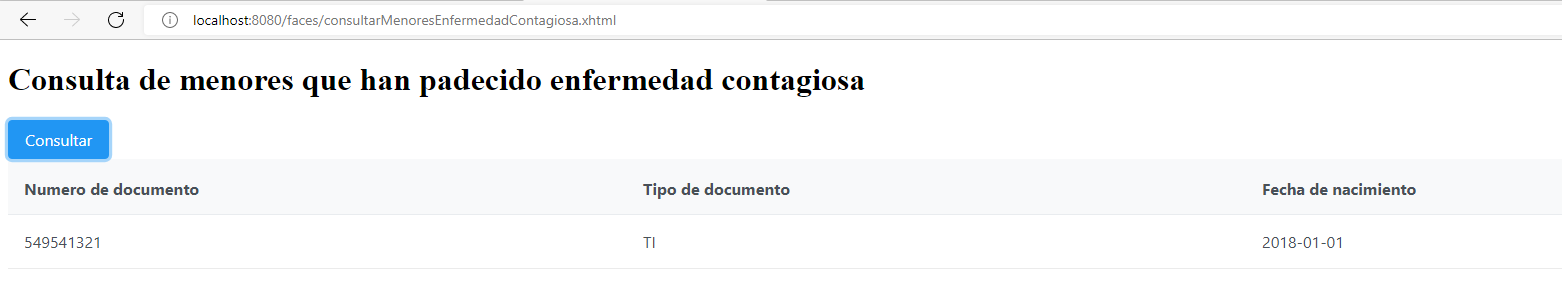 localhost:8080/faces/consultarMenoresEnfermedadContagiosa.xhtml
Consulta de menores que han padecido enfermedad contagiosa
Consultar
Numero de documento Tipo de documento Fecha de nacimiento
549541321 TI 2018-01-01